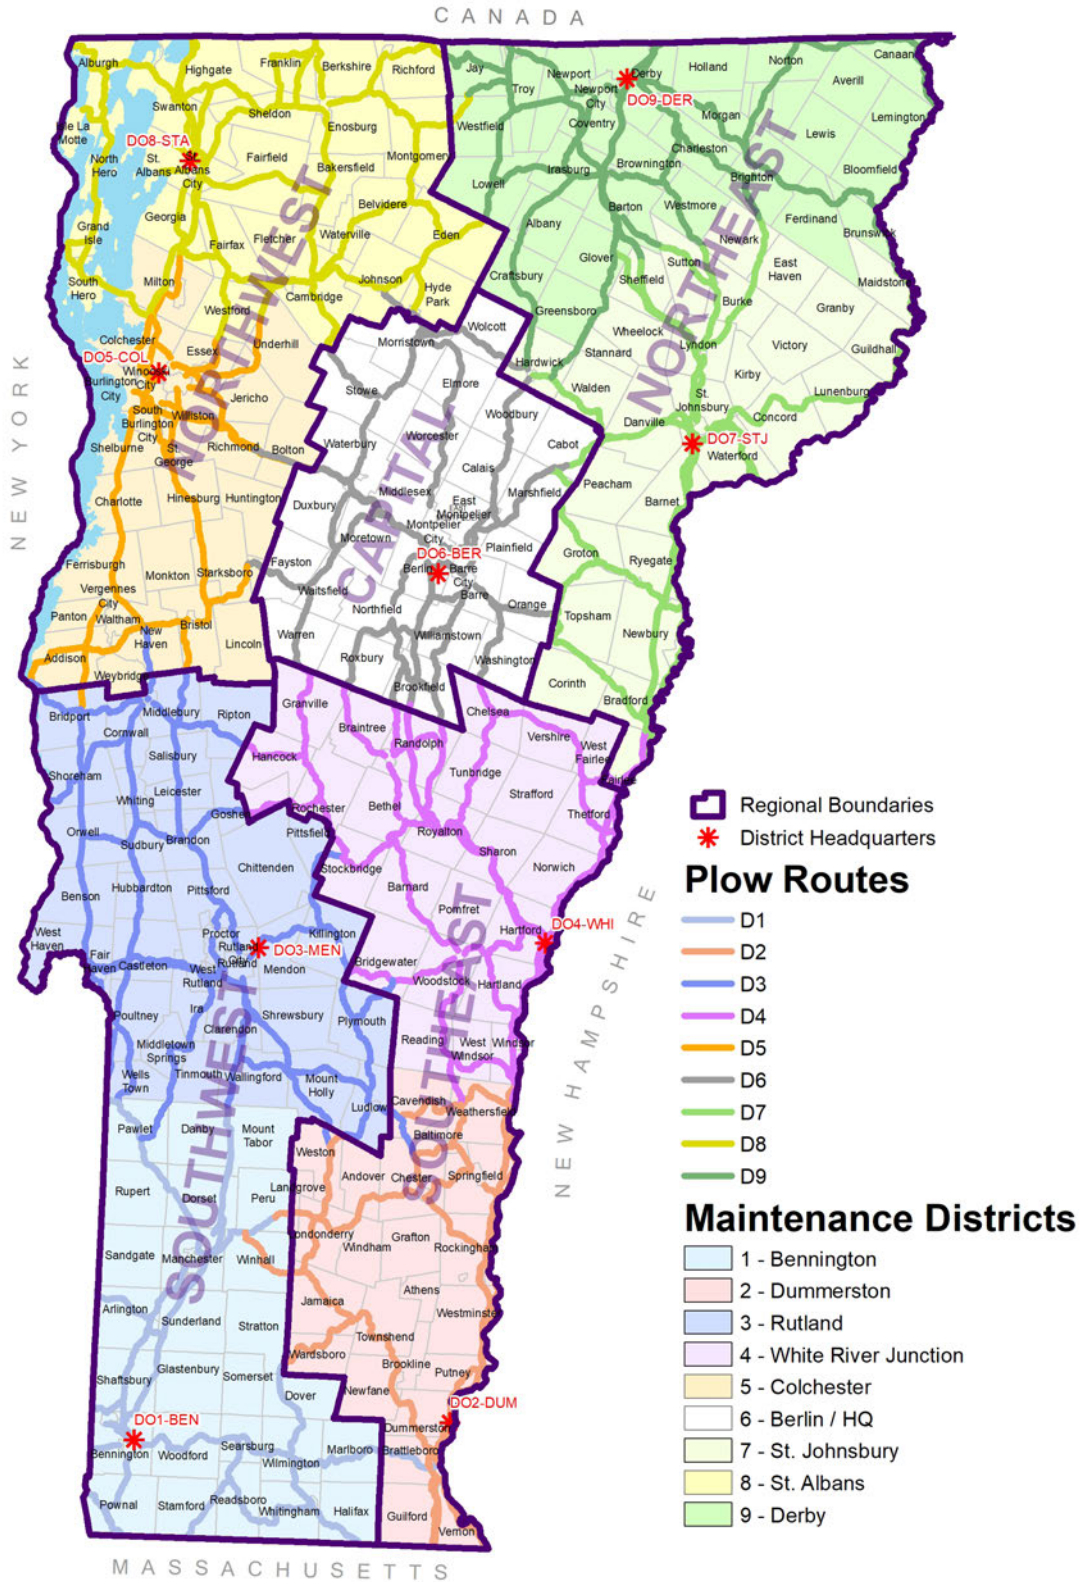 CANADA
Alburgh
Highgate
Franklin
Berkshire
Richford
Jay
Troy
Newport
Newport
City
Derby
Holland
Norton
Canaan
Averill
DO9-DER
Swanton
Sheldon
Enosburg
Westfield
Coventry
Morgan
Lemington
Lewis
DO8-STA
Isle La
Motte
North
Hero
St.
Albans
Albans
City
Fairfield
Bakersfield
Montgomery
Lowell
Irasburg
Brownington
Charleston
Brighton
Bloomfield
Belvidere
Georgia
Grand
Isle
Fairfax
Fletcher
Waterville
Eden
Albany
Barton
Westmore
Newark
Ferdinand
Brunswick
South
Hero
Milton
Westford
Cambridge
Johnson
Hyde
Park
Craftsbury
Glover
Sheffield
Sutton
East
Haven
Maidstone
NORTHWEST
NORTHEAST
Greensboro
Burke
Granby
Colchester
DO5-COL
Winooski
City
Burlington
City
Essex
Underhill
Morristown
Wolcott
Hardwick
Wheelock
Stannard
Lyndon
Victory
Guildhall
Jericho
Stowe
Elmore
Walden
Kirby
Lunenburg
South
Burlington
City
Williston
Woodbury
St.
Johnsbury
Concord
Shelburne
St.
George
Richmond
Bolton
Waterbury
Worcester
Cabot
Danville
DO7-STJ
Waterford
NORTHWEST
CAPITAL
Charlotte
Hinesburg
Huntington
Duxbury
Middlesex
Calais
East
Montpelier
Marshfield
Peacham
Barnet
Montpelier
City
Moretown
Plainfield
Ferrisburgh
Monkton
Starksboro
Fayston
DO6-BER
Berlin
Barre
City
Barre
Groton
Ryegate
Vergennes
City
Waitsfield
Northfield
Orange
Topsham
Panton
Waltham
New
Haven
Bristol
Lincoln
Warren
Williamstown
Newbury
Addison
Weybridge
Roxbury
Washington
Corinth
Brookfield
Bradford
NEW YORK
Bridport
Middlebury
Ripton
Granville
Chelsea
Cornwall
Braintree
Randolph
Vershire
West
Fairlee
Fairlee
Salisbury
Hancock
Tunbridge
Shoreham
Leicester
Whiting
Strafford
Goshen
Rochester
Bethel
Thetford
Orwell
Sudbury
Brandon
Pittsfield
Royalton
Sharon
Chittenden
Stockbridge
Norwich
Benson
Hubbardton
Pittsford
Barnard
Pomfret
West
Haven
Proctor
Rutland
City
DO3-MEN
Killington
Hartford
DO4-WHI
Fair
Haven
Castleton
West
Rutland
Rutland
Mendon
Bridgewater
Woodstock
Hartland
Poultney
Ira
Clarendon
Shrewsbury
Plymouth
Reading
West
Windsor
Windsor
Middletown
Springs
Wells
Town
Tinmouth
Wallingford
Mount
Holly
Ludlow
Cavendish
Weathersfield
SOUTHWEST
SOUTHEAST
NEW HAMPSHIRE
Pawlet
Danby
Mount
Tabor
Weston
Baltimore
Andover
Chester
Springfield
Rupert
Dorset
Peru
Landgrove
Sandgate
Manchester
Winhall
Londonderry
Windham
Grafton
Rockingham
Arlington
Sunderland
Stratton
Jamaica
Athens
Westminster
Townshend
Wardsboro
Brookline
Putney
Shaftsbury
Glastenbury
Somerset
Dover
Newfane
DO2-DUM
Dummerston
DO1-BEN
Bennington
Woodford
Searsburg
Wilmington
Marlboro
Brattleboro
Pownal
Stamford
Readsboro
Whitingham
Halifax
Guilford
Vernon
MASSACHUSETTS
Regional Boundaries
District Headquarters
Plow Routes
D1
D2
D3
D4
D5
D6
D7
D8
D9
Maintenance Districts
1 - Bennington
2 - Dummerston
3 - Rutland
4 - White River Junction
5 - Colchester
6 - Berlin / HQ
7 - St. Johnsbury
8 - St. Albans
9 - Derby